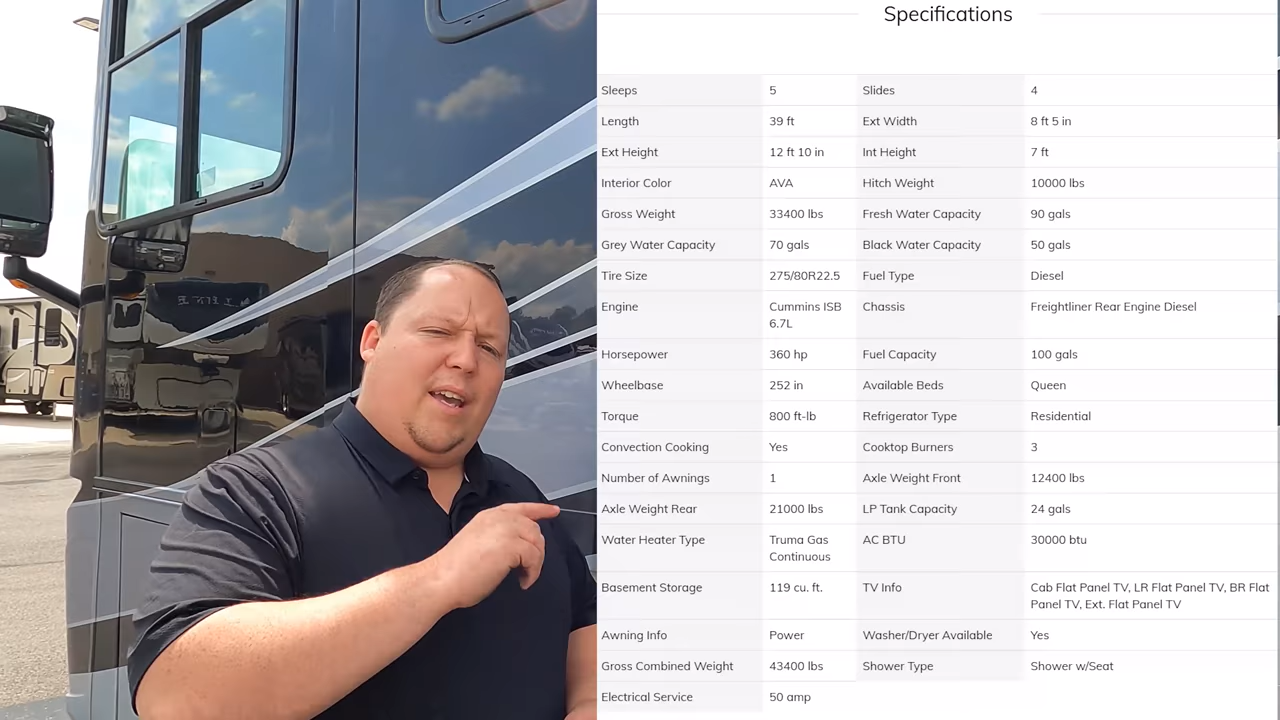 Specifications
Sleeps 5 Slides 4
Length 39 ft Ext Width 8 ft 5 in
Ext Height 12 ft 10 in Int Height 7 ft
Interior Color AVA Hitch Weight 10000 lbs
Gross Weight 33400 lbs Fresh Water Capacity 90 gals
Grey Water Capacity 70 gals Black Water Capacity 50 gals
Tire Size 275/80R22.5 Fuel Type Diesel
Engine Cummins ISB 6.7L Chassis Freightliner Rear Engine Diesel
Horsepower 360 hp Fuel Capacity 100 gals
Wheelbase 252 in Available Beds Queen
Torque 800 ft-lb Refrigerator Type Residential
Convection Cooking Yes Cooktop Burners 3
Number of Awnings 1 Axle Weight Front 12400 lbs
Axle Weight Rear 21000 lbs LP Tank Capacity 24 gals
Water Heater Type Truma Gas Continuous AC BTU 30000 btu
Basement Storage 119 cu. ft. TV Info Cab Flat Panel TV, LR Flat Panel TV, BR Flat Panel TV, Ext. Flat Panel TV
Awning Info Power Washer/Dryer Available Yes
Gross Combined Weight 43400 lbs Shower Type Shower w/Seat
Electrical Service 50 amp